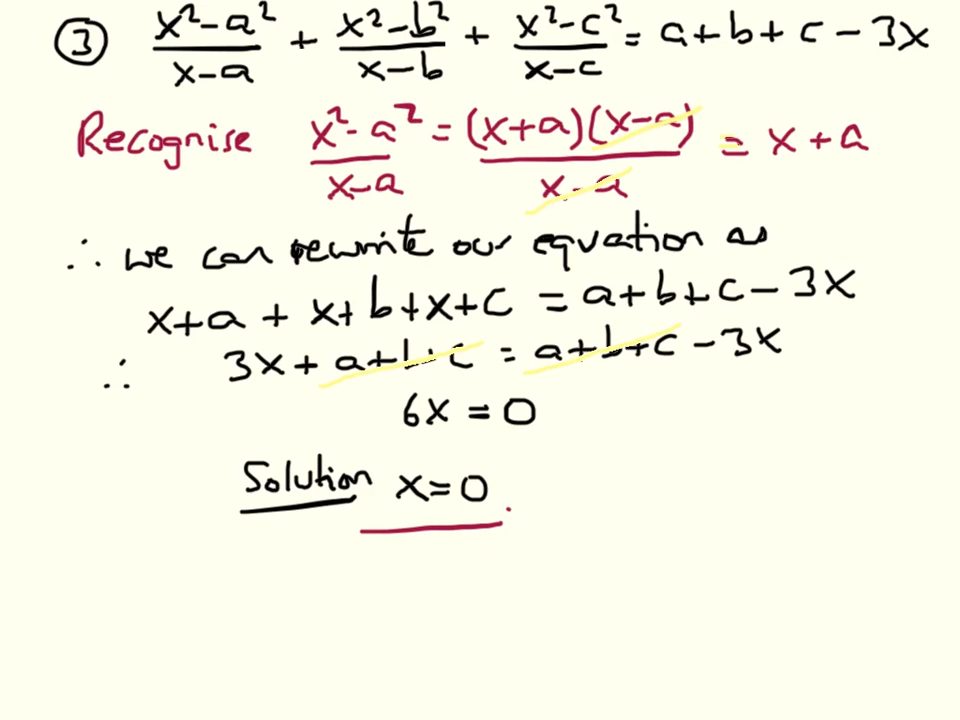 ③ x²-a²/x-a + x²-b²/x-b + x²-c²/x-c = a+b+c-3x
Recognise x²-a²/x-a = (x+a)(x-a)/x-a = x+a
∴ we can rewrite our equation as
x+a + x+b+x+c = a+b+c-3x
∴ 3x+a+b+c = a+b+c-3x
6x = 0
Solution x=0.